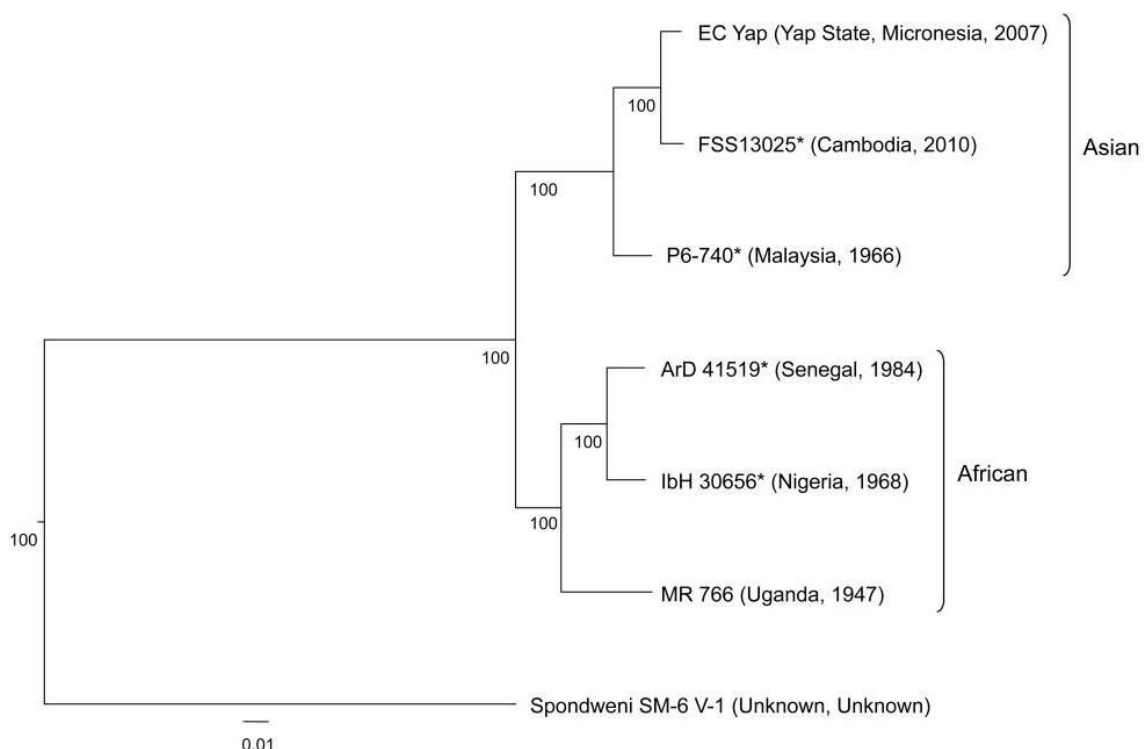 EC Yap (Yap State, Micronesia, 2007)
100
FSS13025* (Cambodia, 2010)
Asian
100
P6-740* (Malaysia, 1966)
100
ArD 41519* (Senegal, 1984)
100
African
IbH 30656* (Nigeria, 1968)
100
100
MR 766 (Uganda, 1947)
Spondweni SM-6 V-1 (Unknown, Unknown)
0.01